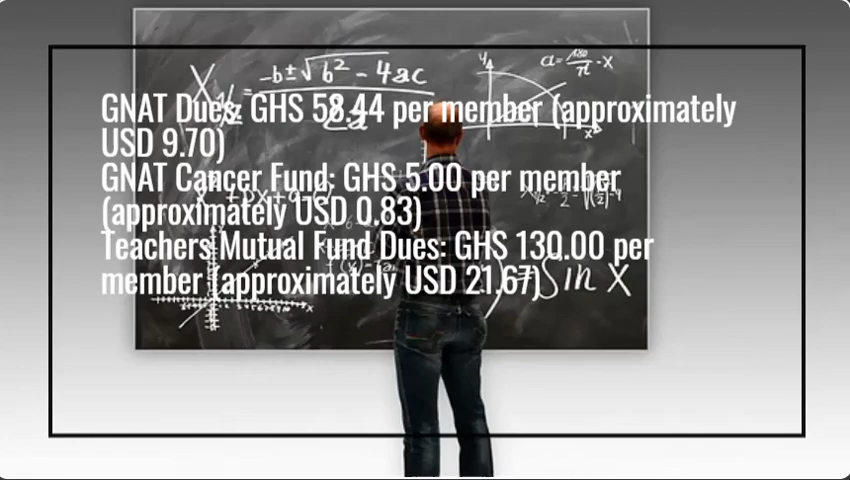 GNAT Dues: GHS 58.44 per member (approximately
USD 9.70)
GNAT Cancer Fund: GHS 5.00 per member
(approximately USD 0.83)
Teachers Mutual Fund Dues: GHS 130.00 per
member (approximately USD 21.67)
-b±√b² - 4ac
y
x
Sin X